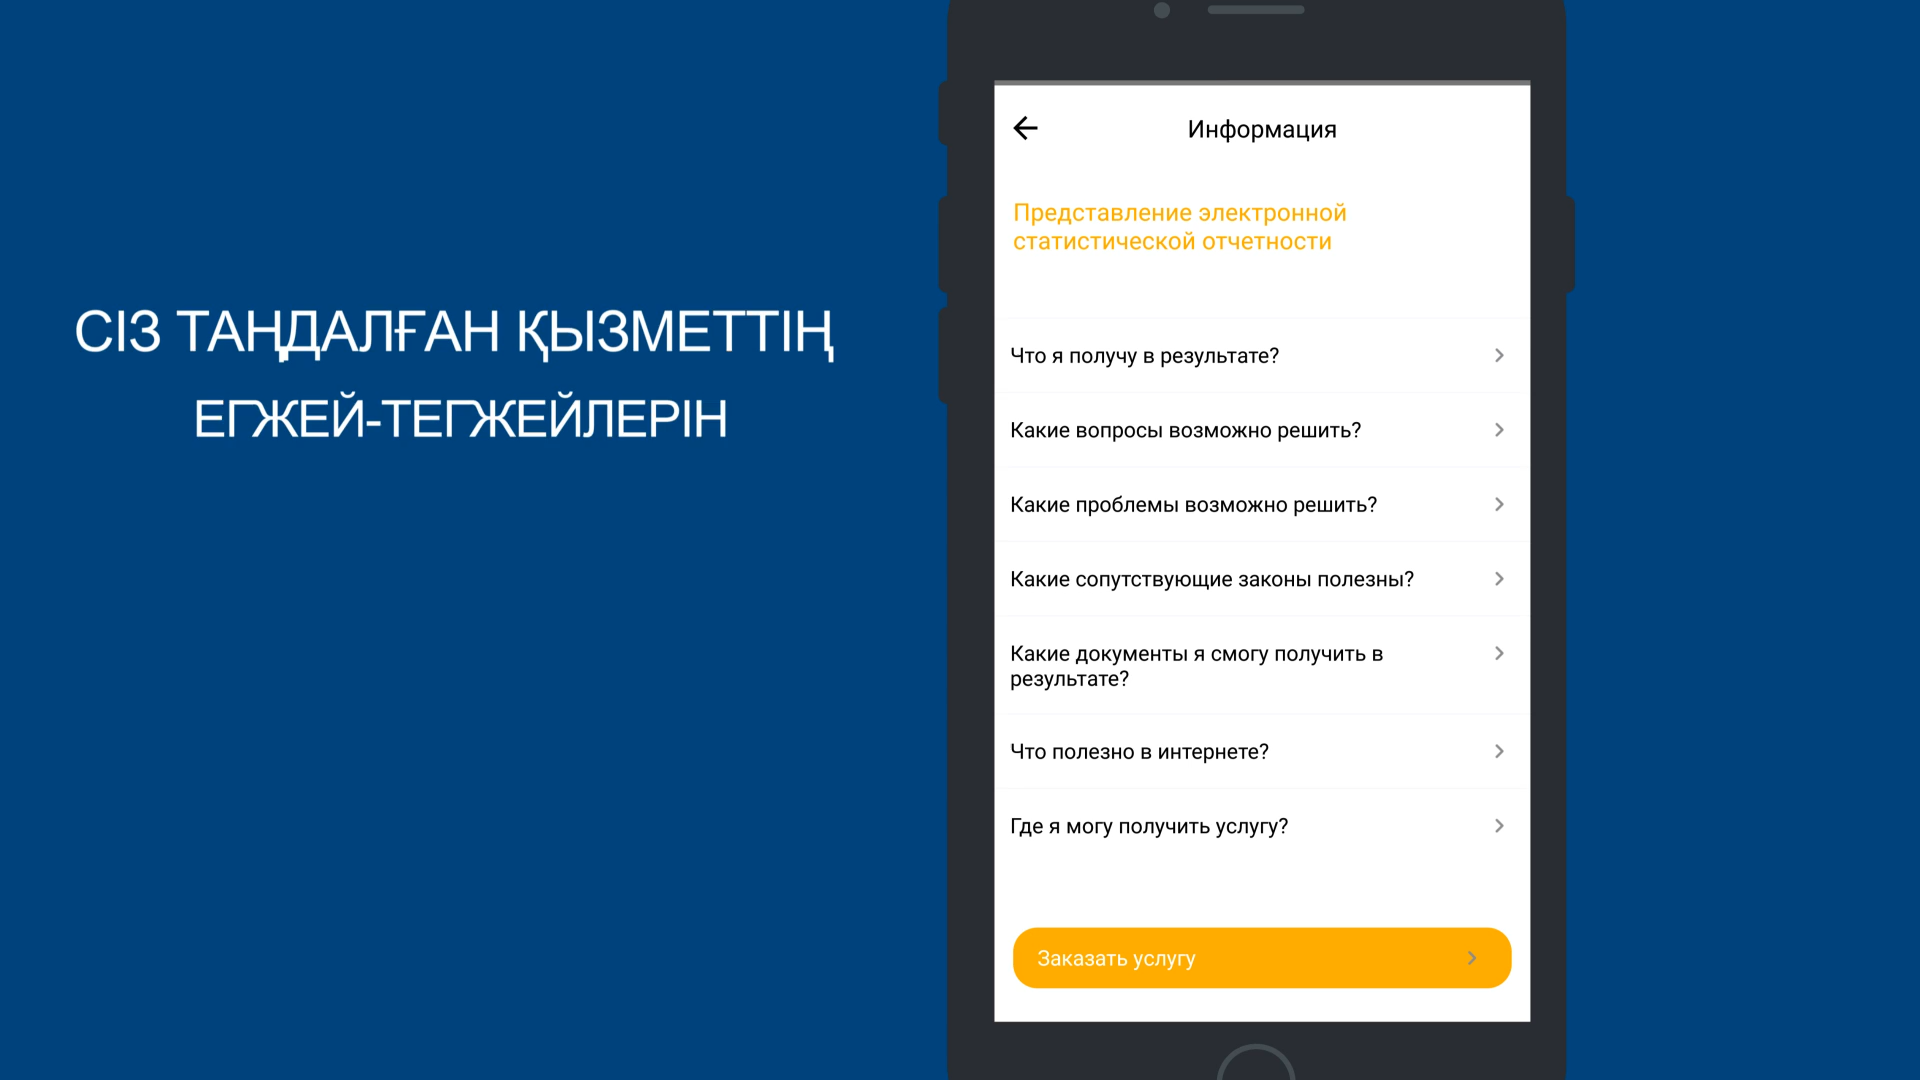 СІЗ ТАҢДАЛҒАН ҚЫЗМЕТТІҢ
ЕГЖЕЙ-ТЕГЖЕЙЛЕРІН
Информация
Представление электронной
статистической отчетности
Что я получу в результате?
Какие вопросы возможно решить?
Какие проблемы возможно решить?
Какие сопутствующие законы полезны?
Какие документы я смогу получить в
результате?
Что полезно в интернете?
Где я могу получить услугу?
Заказать услугу